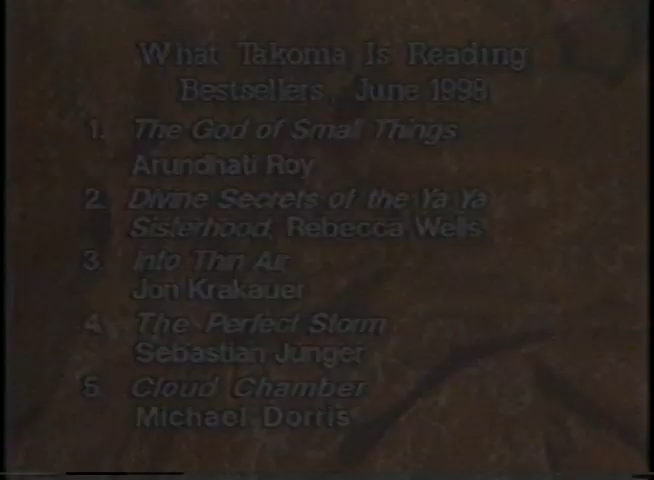 What Takoma Is Reading
Bestsellers, June 1998
1. The God of Small Things
Arundhati Roy
2. Divine Secrets of the Ya Ya
Sisterhood, Rebecca Wells
3. Into Thin Air
Jon Krakauer
4. The Perfect Storm
Sebastian Junger
5. Cloud Chamber
Michael Dorris